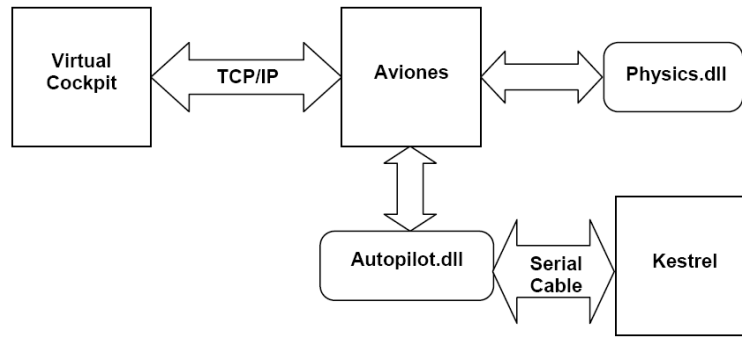 Virtual
Cockpit
TCP/IP
Aviones
Physics.dll
Autopilot.dll
Serial
Cable
Kestrel